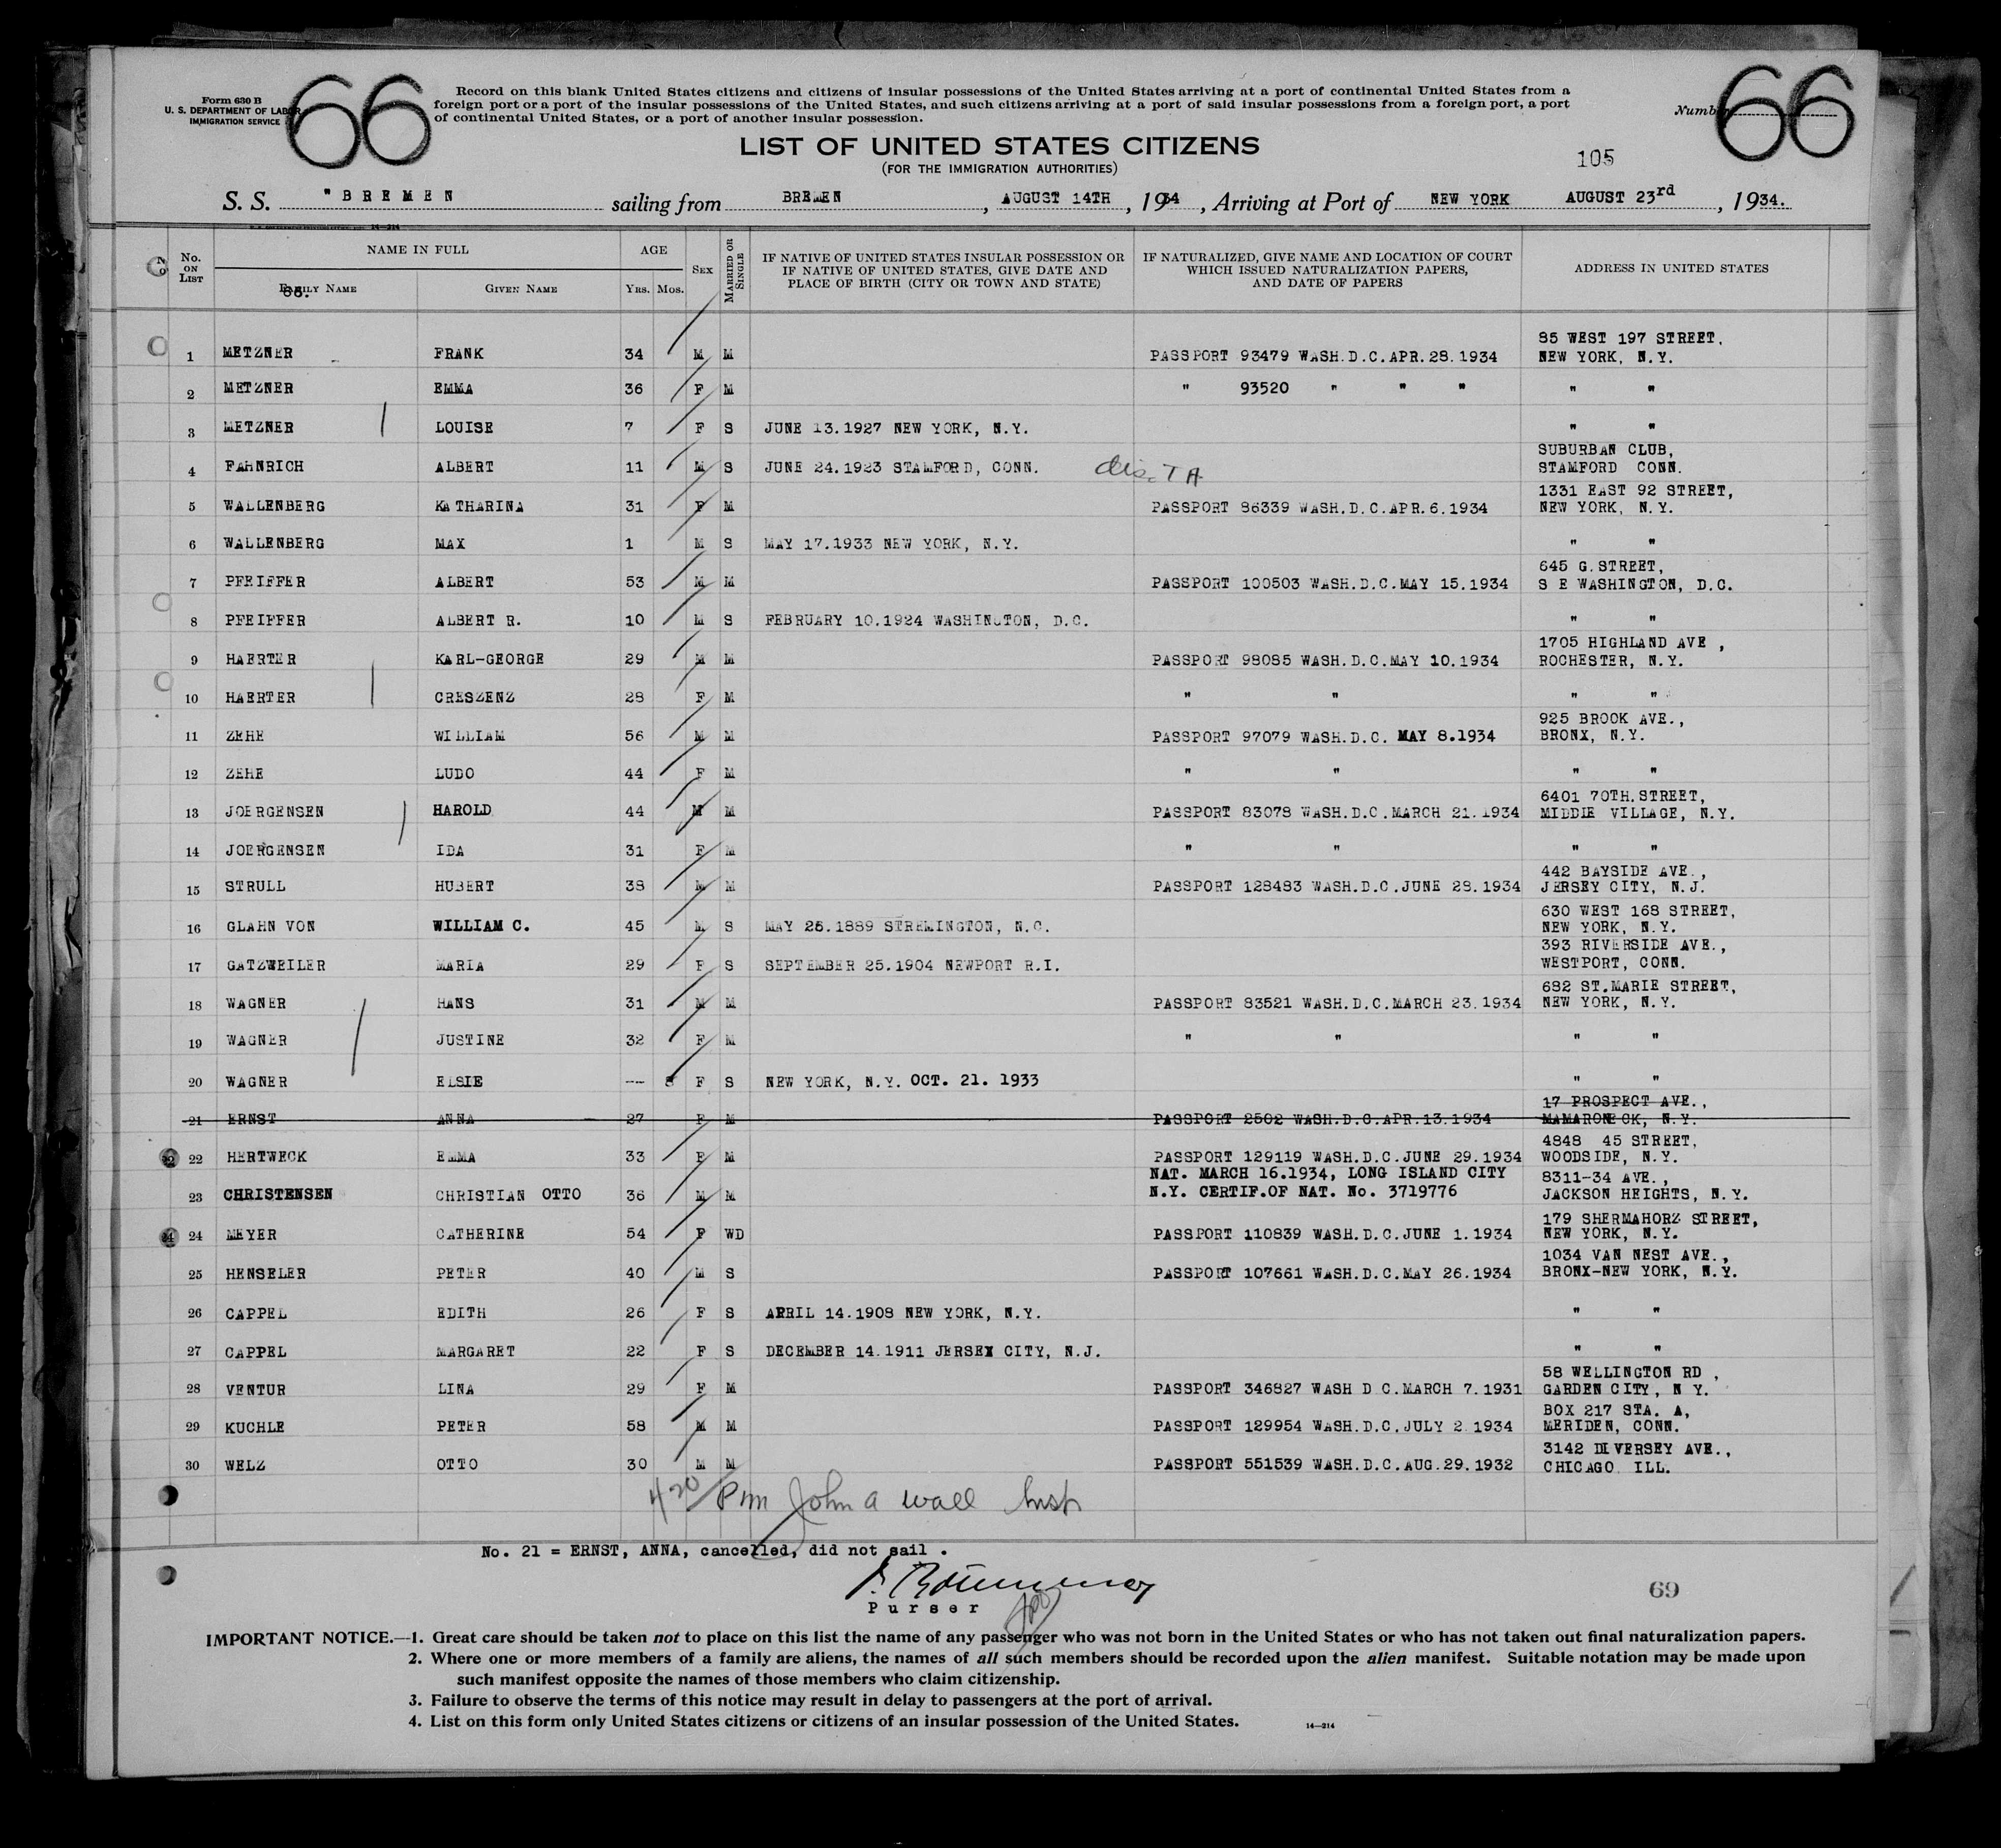 66
66
Form 630 B
U. S. DEPARTMENT OF LABOR
IMMIGRATION SERVICE
Record on this blank United States citizens and citizens of insular possessions of the United States arriving at a port of continental United States from a
foreign port or a port of the insular possessions of the United States, and such citizens arriving at a port of said insular possessions from a foreign port, a port
of continental United States, or a port of another insular possession.
Number
LIST OF UNITED STATES CITIZENS
(FOR THE IMMIGRATION AUTHORITIES)
105
S. S. "BREMEN sailing from BREMEN, AUGUST 14TH, 1934, Arriving at Port of NEW YORK AUGUST 23rd, 1934.
No. ON LIST NAME IN FULL AGE SEX MARRIED OR SINGLE IF NATIVE OF UNITED STATES INSULAR POSSESSION OR IF NATIVE OF UNITED STATES, GIVE DATE AND PLACE OF BIRTH (CITY OR TOWN AND STATE) IF NATURALIZED, GIVE NAME AND LOCATION OF COURT WHICH ISSUED NATURALIZATION PAPERS, AND DATE OF PAPERS ADDRESS IN UNITED STATES
FAMILY NAME GIVEN NAME YRS. MOS.
66.
85 WEST 197 STREET,
1 METZNER FRANK 34 M M PASSPORT 93479 WASH.D.C.APR.28.1934 NEW YORK, N.Y.
2 METZNER EMMA 36 F M " 93520 " " " " "
3 METZNER LOUISE 7 F S JUNE 13.1927 NEW YORK, N.Y. " "
SUBURBAN CLUB,
4 FAHNRICH ALBERT 11 M S JUNE 24.1923 STAMFORD, CONN. STAMFORD CONN.
1331 EAST 92 STREET,
5 WALLENBERG KATHARINA 31 F M PASSPORT 86339 WASH.D.C.APR.6.1934 NEW YORK, N.Y.
6 WALLENBERG MAX 1 M S MAY 17.1933 NEW YORK, N.Y. " "
645 G.STREET,
7 PFEIFFER ALBERT 53 M M PASSPORT 100503 WASH.D.C.MAY 15.1934 S E WASHINGTON, D.C.
8 PFEIFFER ALBERT R. 10 M S FEBRUARY 10.1924 WASHINGTON, D.C. " "
1705 HIGHLAND AVE ,
9 HAERTER KARL-GEORGE 29 M M PASSPORT 98085 WASH.D.C.MAY 10.1934 ROCHESTER, N.Y.
10 HAERTER CRESZENZ 28 F M " " " "
925 BROOK AVE.,
11 ZEHE WILLIAM 56 M M PASSPORT 97079 WASH.D.C. MAY 8.1934 BRONX, N.Y.
12 ZEHE LUDO 44 F M " " " "
6401 70TH.STREET,
13 JOERGENSEN HAROLD 44 M M PASSPORT 83078 WASH.D.C.MARCH 21.1934 MIDDLE VILLAGE, N.Y.
14 JOERGENSEN IDA 31 F M " " " "
442 BAYSIDE AVE.,
15 STRULL HUBERT 38 M M PASSPORT 128483 WASH.D.C.JUNE 28.1934 JERSEY CITY, N.J.
630 WEST 168 STREET,
16 GLAHN VON WILLIAM C. 45 M S MAY 25.1889 STREMINGTON, N.C. NEW YORK, N.Y.
393 RIVERSIDE AVE.,
17 GATZWEILER MARIA 29 F S SEPTEMBER 25.1904 NEWPORT R.I. WESTPORT, CONN.
682 ST.MARIE STREET,
18 WAGNER HANS 31 M M PASSPORT 83521 WASH.D.C.MARCH 23.1934 NEW YORK, N.Y.
19 WAGNER JUSTINE 32 F M " " " "
20 WAGNER ELSIE -- 8 F S NEW YORK, N.Y. OCT. 21. 1933 " "
17 PROSPECT AVE.,
21 ERNST ANNA 27 F M PASSPORT 2502 WASH.D.C.APR.13.1934 MAMARONECK, N.Y.
4848 45 STREET,
22 HERTWECK EMMA 33 F M PASSPORT 129119 WASH.D.C.JUNE 29.1934 WOODSIDE, N.Y.
NAT. MARCH 16.1934, LONG ISLAND CITY 8311-34 AVE.,
23 CHRISTENSEN CHRISTIAN OTTO 36 M M N.Y. CERTIF.OF NAT. No. 3719776 JACKSON HEIGHTS, N.Y.
179 SHERMAHORZ STREET,
24 MEYER CATHERINE 54 F WD PASSPORT 110839 WASH.D.C.JUNE 1.1934 NEW YORK, N.Y.
1034 VAN NEST AVE.,
25 HENSELER PETER 40 M S PASSPORT 107661 WASH.D.C.MAY 26.1934 BRONX-NEW YORK, N.Y.
26 CAPPEL EDITH 26 F S APRIL 14.1908 NEW YORK, N.Y. " "
27 CAPPEL MARGARET 22 F S DECEMBER 14.1911 JERSEY CITY, N.J. " "
58 WELLINGTON RD ,
28 VENTUR LINA 29 F M PASSPORT 346827 WASH D C.MARCH 7.1931 GARDEN CITY, N Y.
BOX 217 STA. A,
29 KUCHLE PETER 58 M M PASSPORT 129954 WASH.D.C.JULY 2.1934 MERIDEN, CONN.
3142 DIVERSEY AVE.,
30 WELZ OTTO 30 M M PASSPORT 551539 WASH.D.C.AUG.29.1932 CHICAGO ILL.
4 20 Pm John A Wall Insp
No. 21 = ERNST, ANNA, cancelled, did not sail .
Purser
69
IMPORTANT NOTICE.—1. Great care should be taken not to place on this list the name of any passenger who was not born in the United States or who has not taken out final naturalization papers.
2. Where one or more members of a family are aliens, the names of all such members should be recorded upon the alien manifest. Suitable notation may be made upon
such manifest opposite the names of those members who claim citizenship.
3. Failure to observe the terms of this notice may result in delay to passengers at the port of arrival.
4. List on this form only United States citizens or citizens of an insular possession of the United States.
14—214